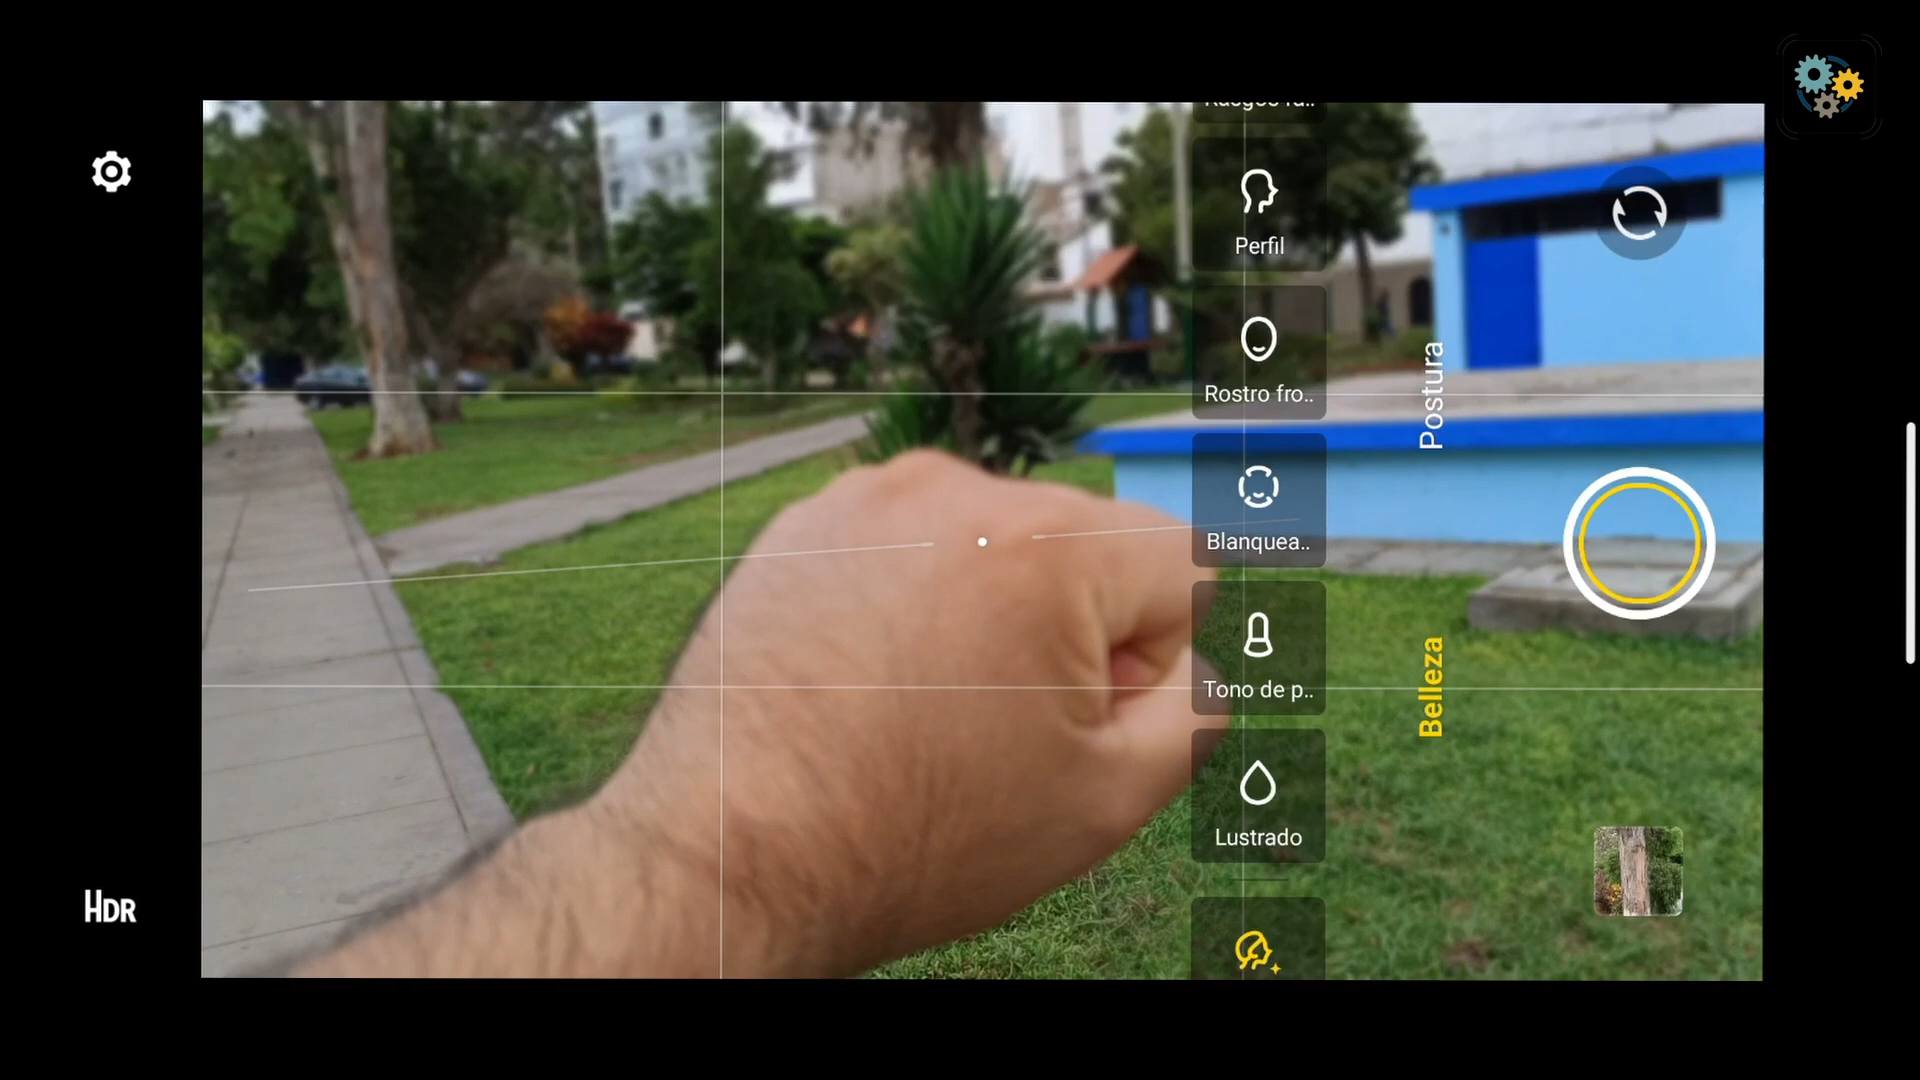 Perfil
Rostro fro..
Blanquea..
Tono de p..
Lustrado
Postura
Belleza
HDR